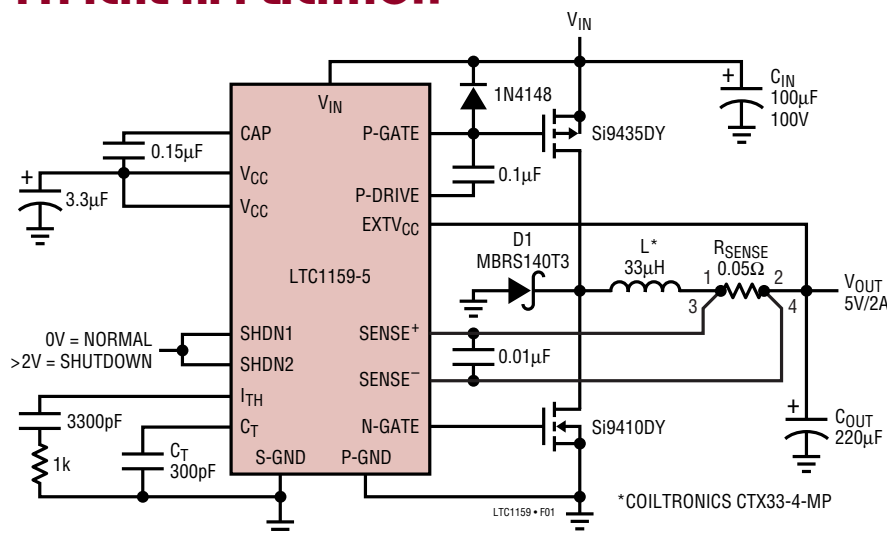 V_IN
V_IN
CAP
0.15µF
V_CC
V_CC
+
3.3µF
P-GATE
P-DRIVE
EXTV_CC
1N4148
0.1µF
Si9435DY
+
C_IN
100µF
100V
LTC1159-5
D1
MBRS140T3
L*
33µH
R_SENSE
0.05Ω
1
2
3
4
V_OUT
5V/2A
0V = NORMAL
>2V = SHUTDOWN
SHDN1
SHDN2
SENSE+
SENSE–
0.01µF
I_TH
C_T
3300pF
1k
C_T
300pF
N-GATE
Si9410DY
+
C_OUT
220µF
S-GND
P-GND
LTC1159 • F01
*COILTRONICS CTX33-4-MP